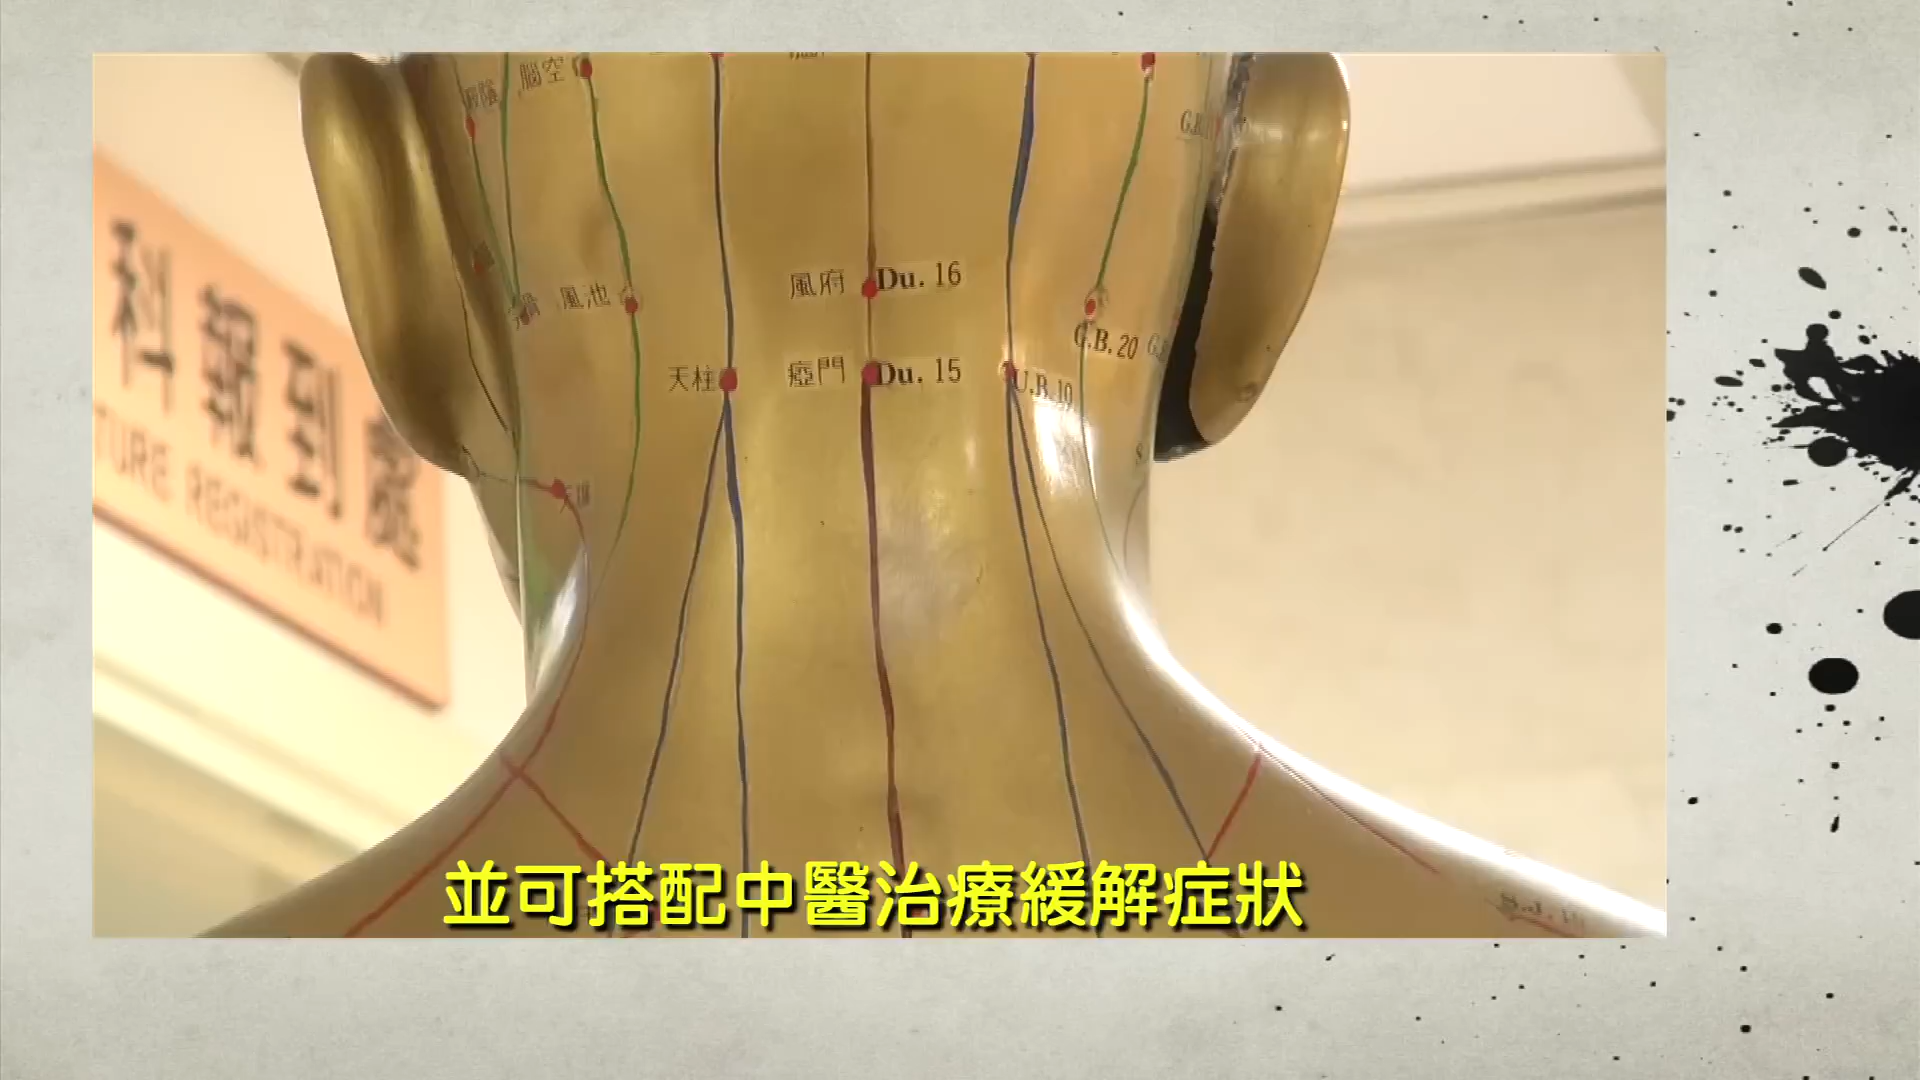 腦空
風府 Du. 16
風池
G.B. 20
天柱
瘂門 Du. 15
U.B. 10
科報到處
TURE REGISTRATION
並可搭配中醫治療緩解症狀